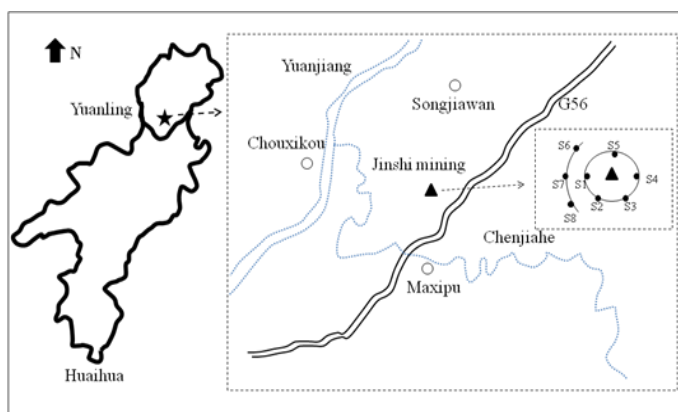 N
Yuanling
Huaihua
Yuanjiang
Songjiawan
G56
Chouxikou
Jinshi mining
Chenjiahe
Maxipu
S6
S5
S7
S1
S4
S2
S3
S8